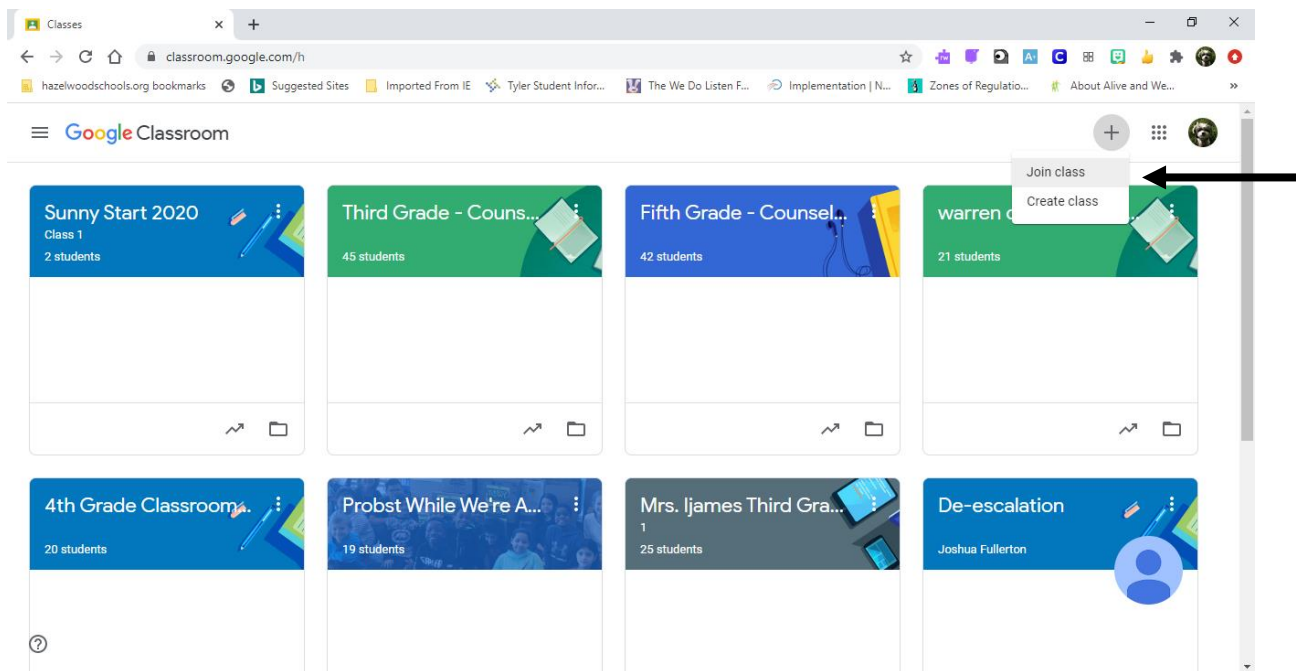 Classes
classroom.google.com/h
hazelwoodschools.org bookmarks Suggested Sites Imported From IE Tyler Student Infor... The We Do Listen F... Implementation | N... Zones of Regulatio... About Alive and We... »
Google Classroom
Join class
Create class
Sunny Start 2020
Class 1
2 students
Third Grade - Couns...
45 students
Fifth Grade - Counsel...
42 students
warren
21 students
4th Grade Classroom...
20 students
Probst While We're A...
19 students
Mrs. Ijames Third Gra...
1
25 students
De-escalation
Joshua Fullerton